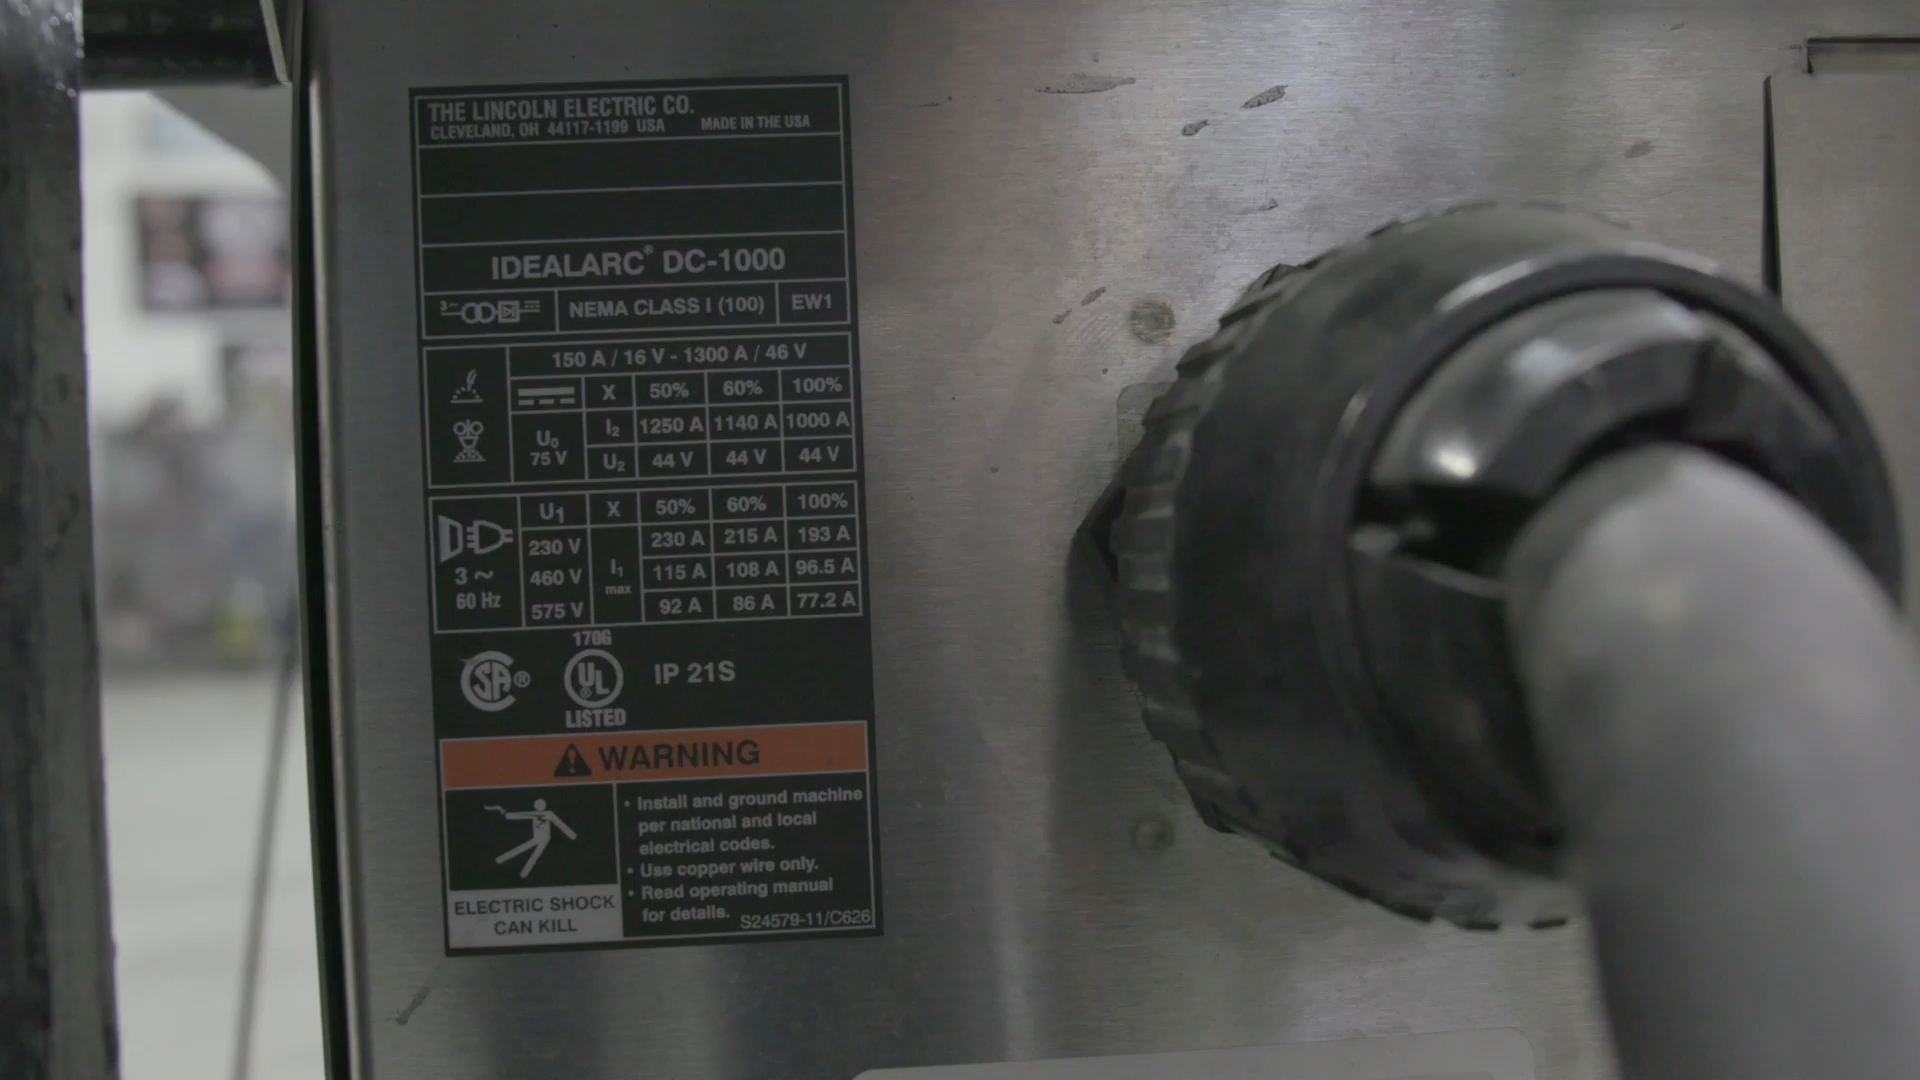 THE LINCOLN ELECTRIC CO.
CLEVELAND, OH 44117-1199 USA MADE IN THE USA
IDEALARC® DC-1000
3~ NEMA CLASS I (100) EW1
150 A / 16 V - 1300 A / 46 V
X 50% 60% 100%
U0 75 V
I2 1250 A 1140 A 1000 A
U2 44 V 44 V 44 V
U1 X 50% 60% 100%
230 V 230 A 215 A 193 A
3~ 460 V I1 max 115 A 108 A 96.5 A
60 Hz 575 V 92 A 86 A 77.2 A
170G
SA® UL® IP 21S
LISTED
WARNING
• Install and ground machine
per national and local
electrical codes.
• Use copper wire only.
• Read operating manual
for details. S24579-11/C626
ELECTRIC SHOCK
CAN KILL